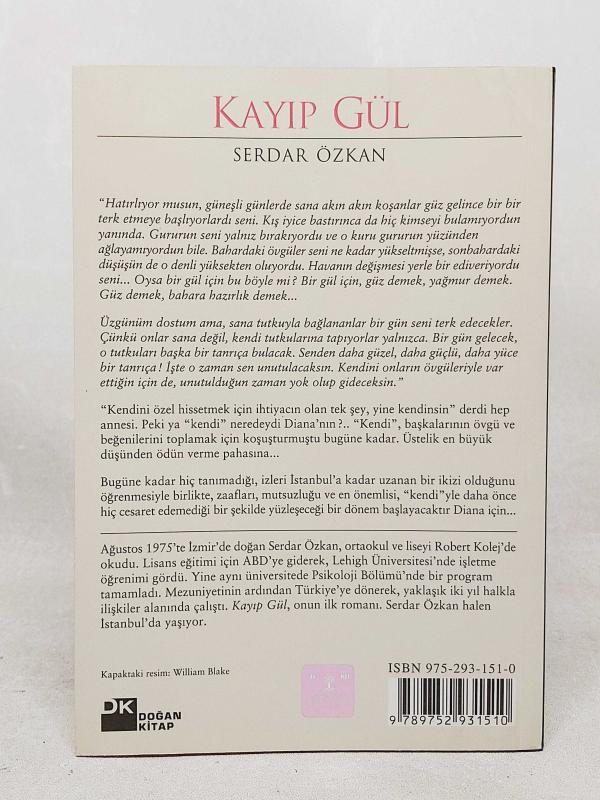 KAYIP GÜL
SERDAR ÖZKAN
“Hatırlıyor musun, güneşli günlerde sana akın akın koşanlar güz gelince bir bir
terk etmeye başlıyorlardı seni. Kış iyice bastırınca da hiç kimseyi bulamıyordun
yanında. Gururun seni yalnız bırakıyordu ve o kuru gururun yüzünden
ağlayamıyordun bile. Bahardaki övgüler seni ne kadar yükseltmişse, sonbahardaki
düşüşün de o denli yüksekten oluyordu. Havanın değişmesi yerle bir ediveriyordu
seni... Oysa bir gül için bu böyle mi? Bir gül için, güz demek, yağmur demek.
Güz demek, bahara hazırlık demek...
Üzgünüm dostum ama, sana tutkuyla bağlananlar bir gün seni terk edecekler.
Çünkü onlar sana değil, kendi tutkularına tapıyorlar yalnızca. Bir gün gelecek,
o tutkuları başka bir tanrıça bulacak. Senden daha güzel, daha güçlü, daha yüce
bir tanrıça! İşte o zaman sen unutulacaksın. Kendini onların övgüleriyle var
ettiğin için de, unutulduğun zaman yok olup gideceksin.”
“Kendini özel hissetmek için ihtiyacın olan tek şey, yine kendinsin” derdi hep
annesi. Peki ya “kendi” neredeydi Diana’nın?.. “Kendi”, başkalarının övgü ve
beğenilerini toplamak için koşuşturmuştu bugüne kadar. Üstelik en büyük
düşünden ödün verme pahasına...
Bugüne kadar hiç tanımadığı, izleri İstanbul’a kadar uzanan bir ikizi olduğunu
öğrenmesiyle birlikte, zaafları, mutsuzluğu ve en önemlisi, “kendi”yle daha önce
hiç cesaret edemediği bir şekilde yüzleşeceği bir dönem başlayacaktır Diana için...
Ağustos 1975’te İzmir’de doğan Serdar Özkan, ortaokul ve liseyi Robert Kolej’de
okudu. Lisans eğitimi için ABD’ye giderek, Lehigh Üniversitesi’nde işletme
öğrenimi gördü. Yine aynı üniversitede Psikoloji Bölümü’nde bir program
tamamladı. Mezuniyetinin ardından Türkiye’ye dönerek, yaklaşık iki yıl halkla
ilişkiler alanında çalıştı. Kayıp Gül, onun ilk romanı. Serdar Özkan halen
İstanbul’da yaşıyor.
Kapaktaki resim: William Blake
ISBN 975-293-151-0
9 789752 931510
DK
DOĞAN
KİTAP